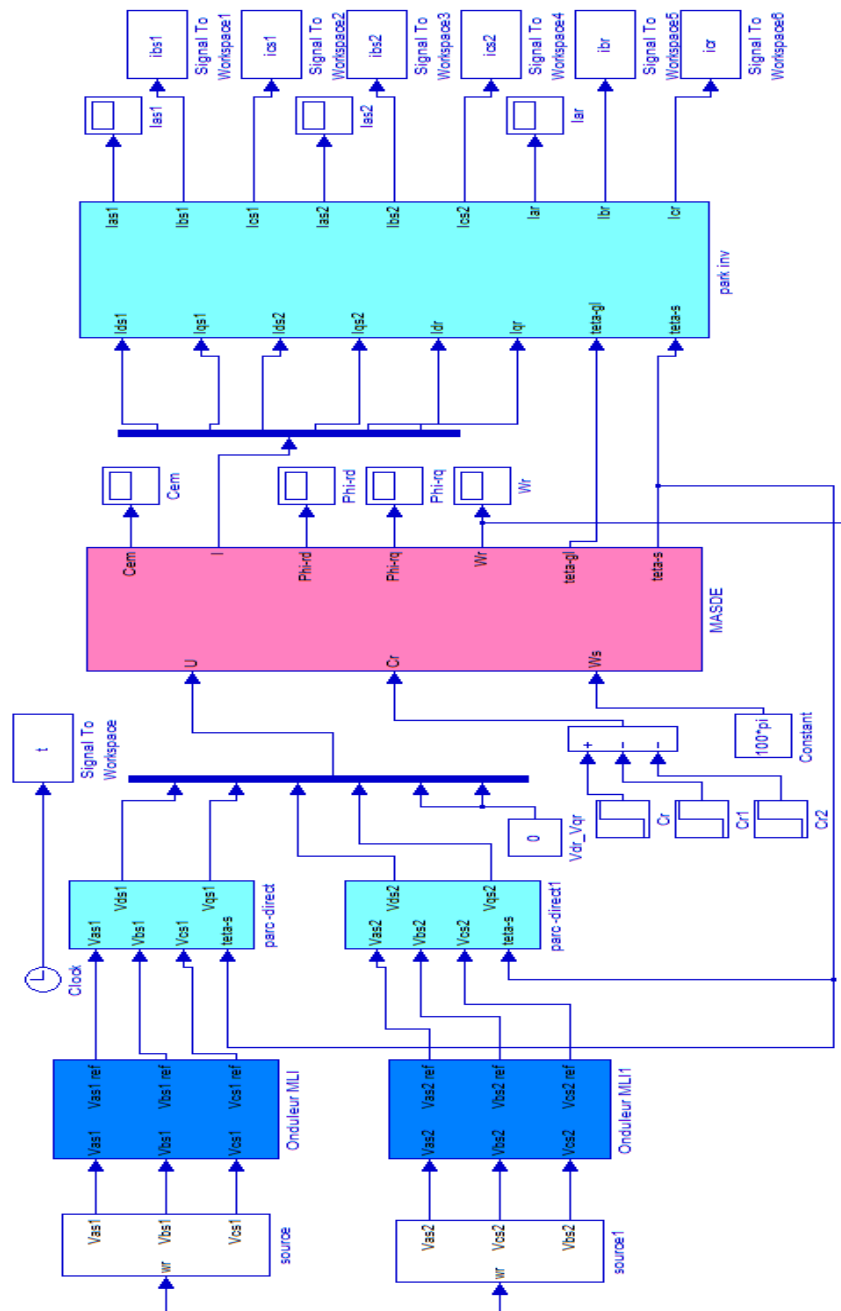 wr
Vas1
Vbs1
Vcs1
source
Vas1
Vbs1
Vcs1
Vas1 ref
Vbs1 ref
Vcs1 ref
Onduleur MLI
wr
Vas2
Vcs2
Vbs2
source1
Vas2
Vbs2
Vcs2
Vas2 ref
Vbs2 ref
Vcs2 ref
Onduleur MLI1
Clock
t
Signal To
Workspace
Vas1
Vbs1
Vcs1
teta-s
Vds1
Vqs1
parc-direct
Vas2
Vbs2
Vcs2
teta-s
Vds2
Vqs2
parc-direct1
0
Vdr_Vqr
+
-
-
Cr
Cr1
Cr2
100*pi
Constant
U
Cr
Ws
Cem
I
Phi-rd
Phi-rq
Wr
teta-gl
teta-s
MASDE
Cem
Phi-rd
Phi-rq
Wr
Ids1
Iqs1
Ids2
Iqs2
Idr
Iqr
teta-gl
teta-s
Ias1
Ibs1
Ics1
Ias2
Ibs2
Ics2
Iar
Ibr
Icr
park inv
Ias1
ibs1
Signal To
Workspace1
ics1
Signal To
Workspace2
Ias2
ibs2
Signal To
Workspace3
ics2
Signal To
Workspace4
Iar
ibr
Signal To
Workspace5
icr
Signal To
Workspace6